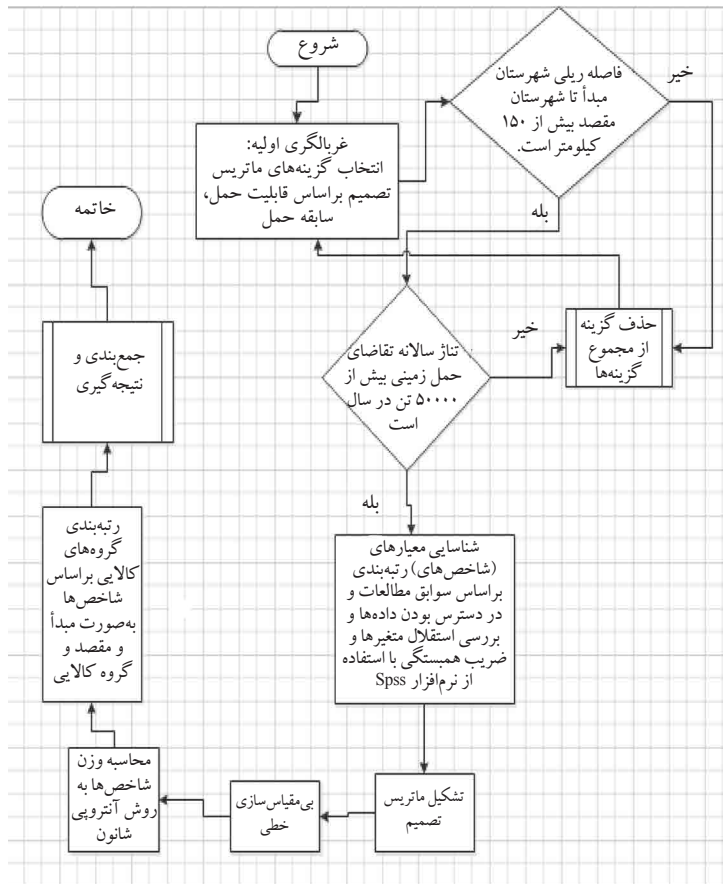 شروع
غربالگری اولیه:
انتخاب گزینه‌های ماتریس
تصمیم براساس قابلیت حمل،
سابقه حمل
فاصله ریلی شهرستان
مبدأ تا شهرستان
مقصد بیش از ۱۵۰
کیلومتر است.
خیر
بله
حذف گزینه
از مجموع
گزینه‌ها
تناژ سالانه تقاضای
حمل زمینی بیش از
۵۰۰۰۰ تن در سال
است
خیر
بله
شناسایی معیارهای
(شاخص‌های) رتبه‌بندی
براساس سوابق مطالعات و
در دسترس بودن داده‌ها و
بررسی استقلال متغیرها و
ضریب همبستگی با استفاده
از نرم‌افزار Spss
تشکیل ماتریس
تصمیم
بی‌مقیاس‌سازی
خطی
محاسبه وزن
شاخص‌ها به
روش آنتروپی
شانون
رتبه‌بندی
گروه‌های
کالایی براساس
شاخص‌ها
به‌صورت مبدأ
و مقصد و
گروه کالایی
جمع‌بندی و
نتیجه‌گیری
خاتمه